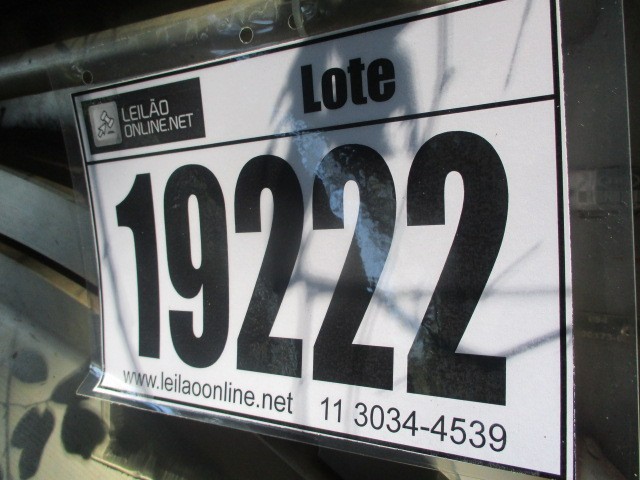 LEILÃO
ONLINE.NET
Lote
19222
www.leilaoonline.net 11 3034-4539